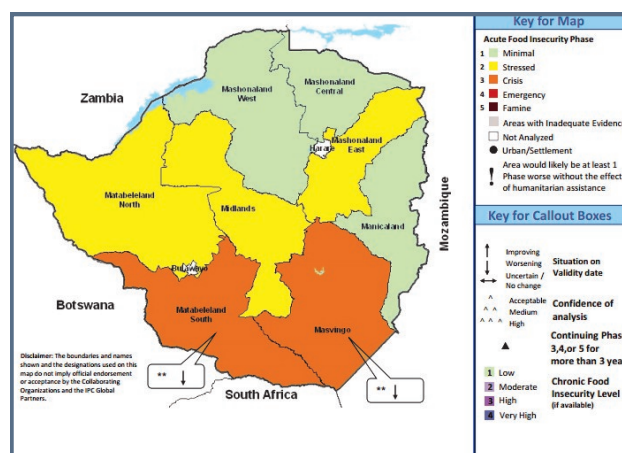 Key for Map
Acute Food Insecurity Phase
1 Minimal
2 Stressed
3 Crisis
4 Emergency
5 Famine
Areas with Inadequate Evidenc
Not Analyzed
Urban/Settlement
! Area would likely be at least 1
Phase worse without the effect
of humanitarian assistance
Key for Callout Boxes
Improving
Worsening
Uncertain /
No change
Situation on
Validity date
^ Acceptable
^ ^ Medium
^ ^ ^ High
Confidence of
analysis
Continuing Phas
3,4,or 5 for
more than 3 yea
1 Low
2 Moderate
3 High
4 Very High
Chronic Food
Insecurity Level
(if available)
Zambia
Mashonaland
West
Mashonaland
Central
Harare
Mashonaland
East
Matabeleland
North
Midlands
Manicaland
Mozambique
Bulawayo
Botswana
Matabeleland
South
Masvingo
Disclaimer: The boundaries and names
shown and the designations used on this
map do not imply official endorsement
or acceptance by the Collaborating
Organizations and the IPC Global
Partners.
** ↓
** ↓
South Africa